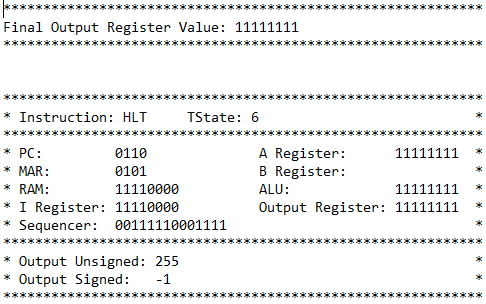 ************************************************************
Final Output Register Value: 11111111
************************************************************
************************************************************
* Instruction: HLT     TState: 6                           *
************************************************************
* PC:         0110              A Register:      11111111  *
* MAR:        0101              B Register:                *
* RAM:        11110000          ALU:             11111111  *
* I Register: 11110000          Output Register: 11111111  *
* Sequencer:  00111110001111                               *
************************************************************
* Output Unsigned: 255                                     *
* Output Signed:   -1                                      *
************************************************************